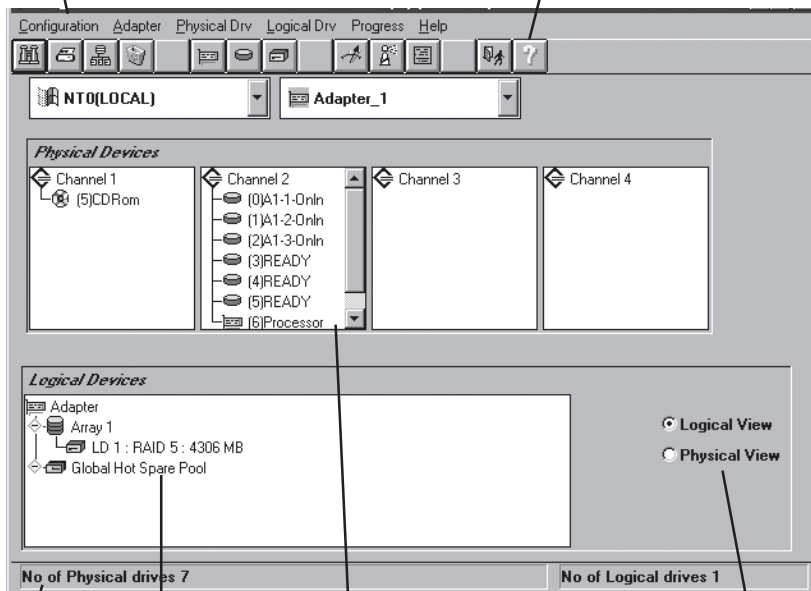 Configuration Adapter Physical Drv Logical Drv Progress Help
NT0(LOCAL) Adapter_1
Physical Devices
Channel 1
(5)CDRom
Channel 2
(0)A1-1-Onln
(1)A1-2-Onln
(2)A1-3-Onln
(3)READY
(4)READY
(5)READY
(6)Processor
Channel 3
Channel 4
Logical Devices
Adapter
Array 1
LD 1 : RAID 5 : 4306 MB
Global Hot Spare Pool
Logical View
Physical View
No of Physical drives 7 No of Logical drives 1